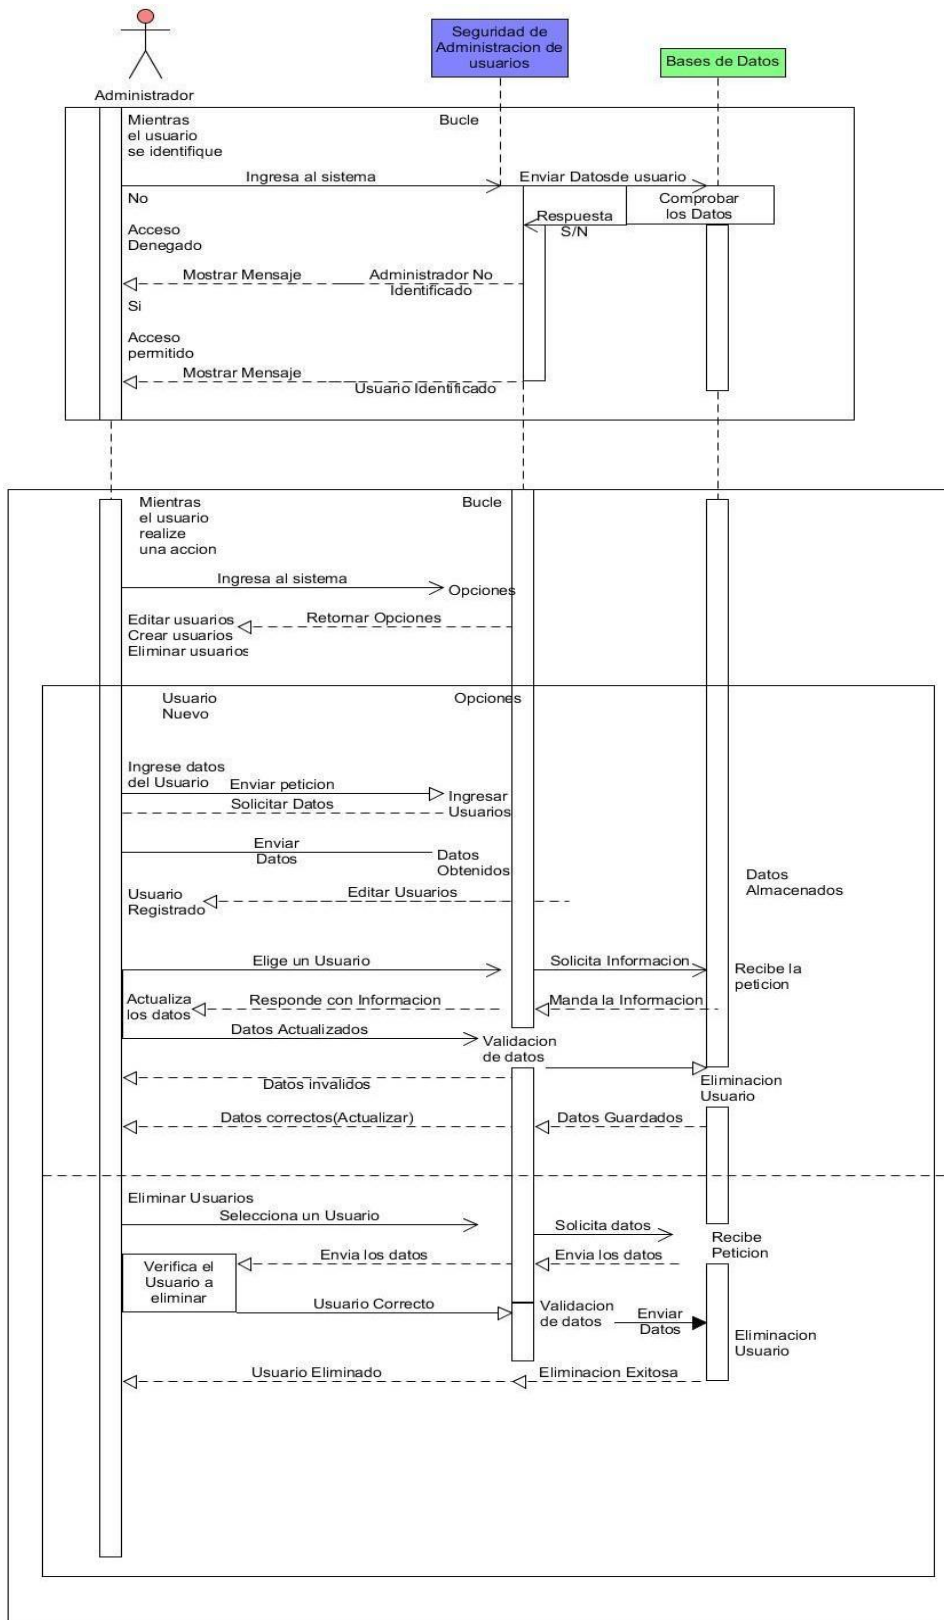 Seguridad de
Administracion de
usuarios
Bases de Datos
Administrador
Mientras
el usuario
se identifique
Bucle
Ingresa al sistema
Enviar Datosde usuario
No
Comprobar
los Datos
Respuesta
S/N
Acceso
Denegado
Mostrar Mensaje
Administrador No
Identificado
Si
Acceso
permitido
Mostrar Mensaje
Usuario Identificado
Mientras
el usuario
realize
una accion
Bucle
Ingresa al sistema
Opciones
Editar usuarios
Crear usuarios
Eliminar usuarios
Retornar Opciones
Usuario
Nuevo
Opciones
Ingrese datos
del Usuario
Enviar peticion
Ingresar
Usuarios
Solicitar Datos
Enviar
Datos
Datos
Obtenidos
Datos
Almacenados
Usuario
Registrado
Editar Usuarios
Elige un Usuario
Solicita Informacion
Recibe la
peticion
Actualiza
los datos
Responde con Informacion
Manda la Informacion
Datos Actualizados
Validacion
de datos
Datos invalidos
Eliminacion
Usuario
Datos correctos(Actualizar)
Datos Guardados
Eliminar Usuarios
Selecciona un Usuario
Solicita datos
Recibe
Peticion
Envia los datos
Envia los datos
Verifica el
Usuario a
eliminar
Usuario Correcto
Validacion
de datos
Enviar
Datos
Eliminacion
Usuario
Usuario Eliminado
Eliminacion Exitosa